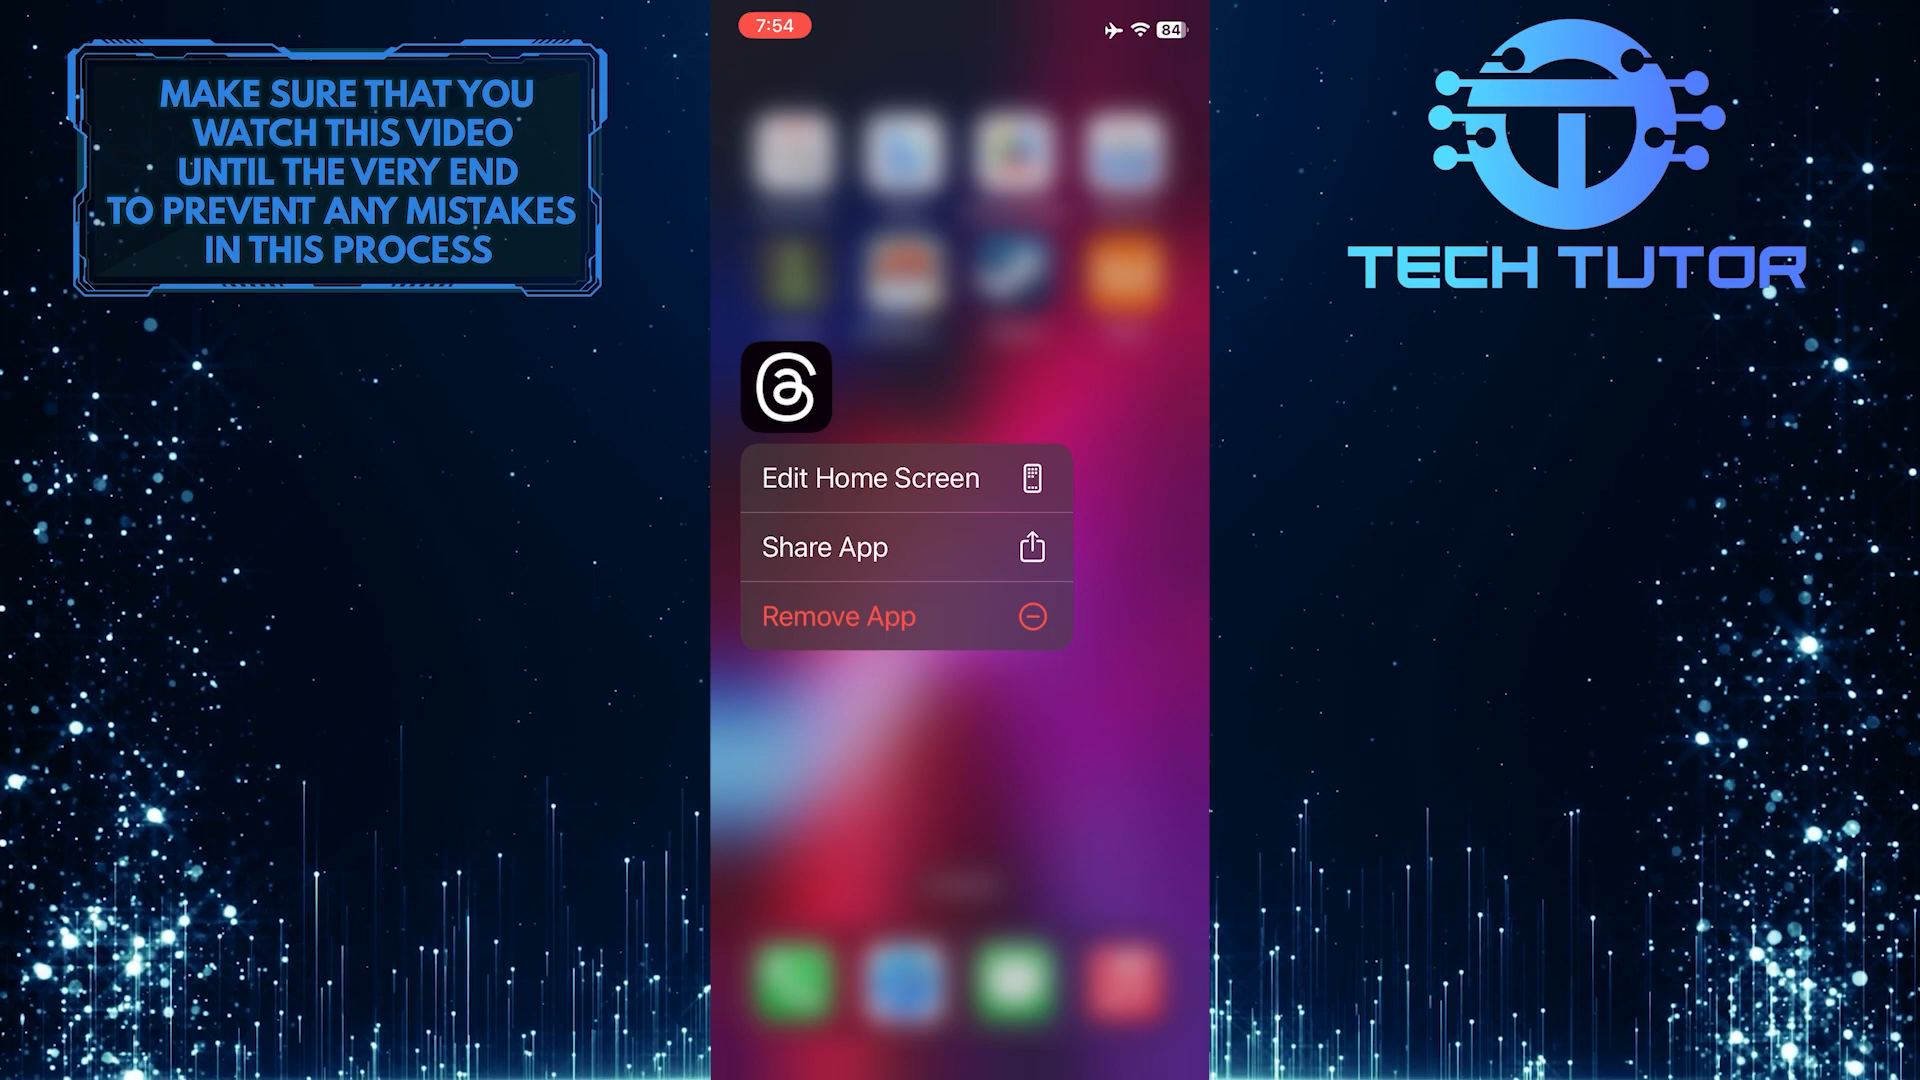 MAKE SURE THAT YOU
WATCH THIS VIDEO
UNTIL THE VERY END
TO PREVENT ANY MISTAKES
IN THIS PROCESS
7:54
84
Edit Home Screen
Share App
Remove App
TECH TUTOR